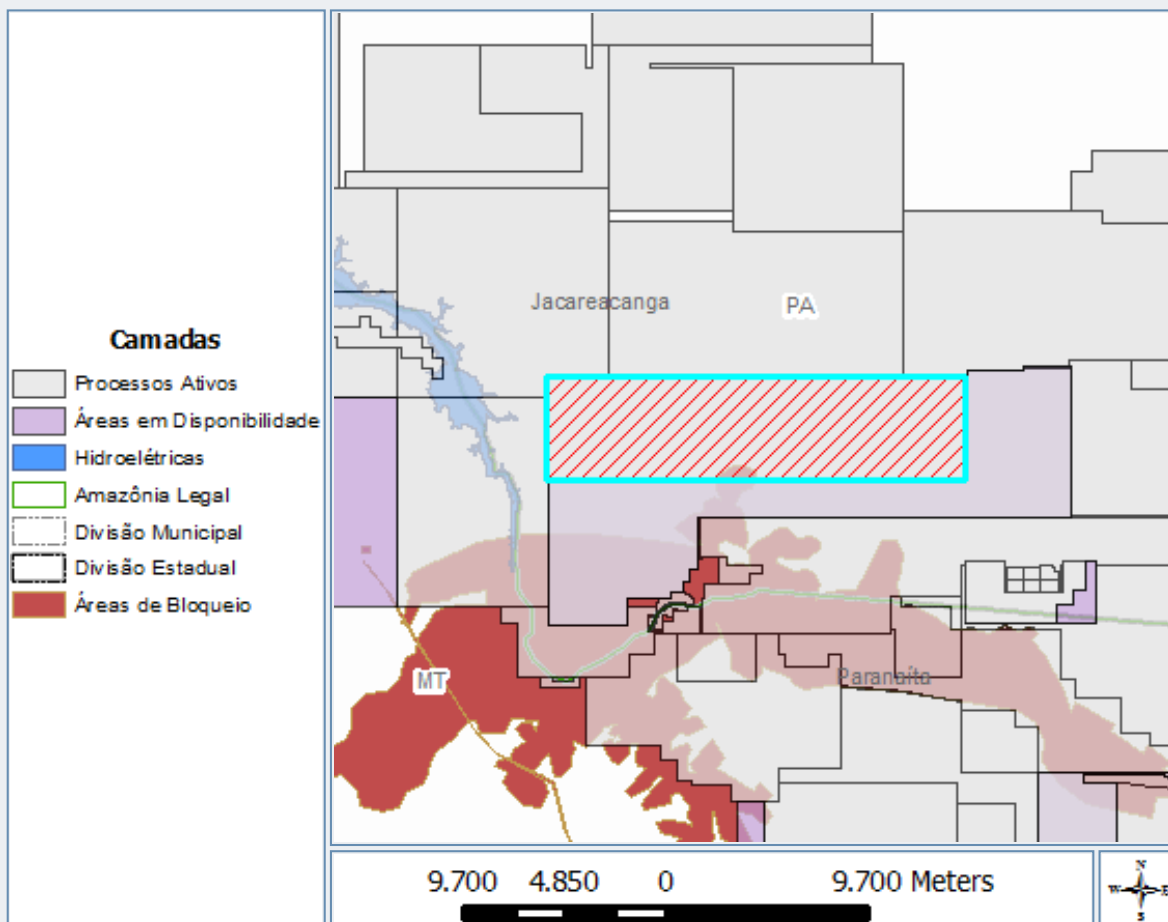 Camadas
Processos Ativos
Áreas em Disponibilidade
Hidroelétricas
Amazônia Legal
Divisão Municipal
Divisão Estadual
Áreas de Bloqueio
Jacareacanga
PA
MT
Paranaíta
9.700 4.850 0 9.700 Meters
N
W E
S